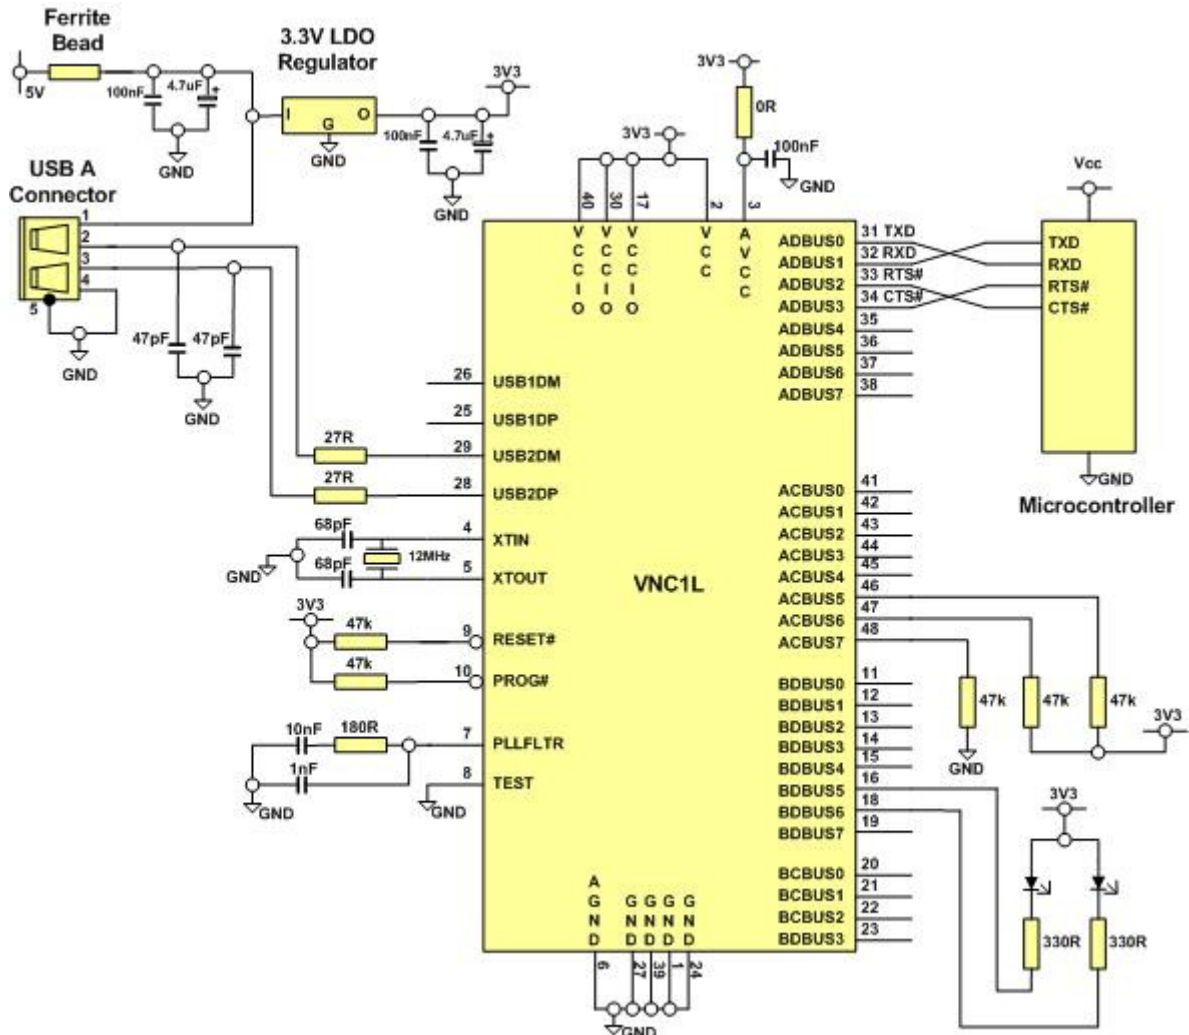 Ferrite
Bead
5V
100nF
4.7uF
+
GND
3.3V LDO
Regulator
I
G
O
GND
3V3
100nF
4.7uF
+
GND
USB A
Connector
1
2
3
4
5
GND
47pF
47pF
GND
3V3
0R
100nF
GND
3V3
40
30
17
2
3
VCCIO
VCCIO
VCCIO
VCC
AVCC
26
USB1DM
25
USB1DP
27R
29
USB2DM
27R
28
USB2DP
68pF
4
XTIN
12MHz
GND
68pF
5
XTOUT
3V3
47k
9
RESET#
47k
10
PROG#
10nF
180R
7
PLLFLTR
1nF
GND
8
TEST
GND
VNC1L
ADBUS0
31 TXD
ADBUS1
32 RXD
ADBUS2
33 RTS#
ADBUS3
34 CTS#
ADBUS4
35
ADBUS5
36
ADBUS6
37
ADBUS7
38
Vcc
TXD
RXD
RTS#
CTS#
GND
Microcontroller
ACBUS0
41
ACBUS1
42
ACBUS2
43
ACBUS3
44
ACBUS4
45
ACBUS5
46
ACBUS6
47
ACBUS7
48
47k
47k
47k
GND
3V3
BDBUS0
11
BDBUS1
12
BDBUS2
13
BDBUS3
14
BDBUS4
15
BDBUS5
16
BDBUS6
18
BDBUS7
19
3V3
330R
330R
BCBUS0
20
BCBUS1
21
BCBUS2
22
BDBUS3
23
AGND
GND
GND
GND
GND
6
27
39
1
24
GND